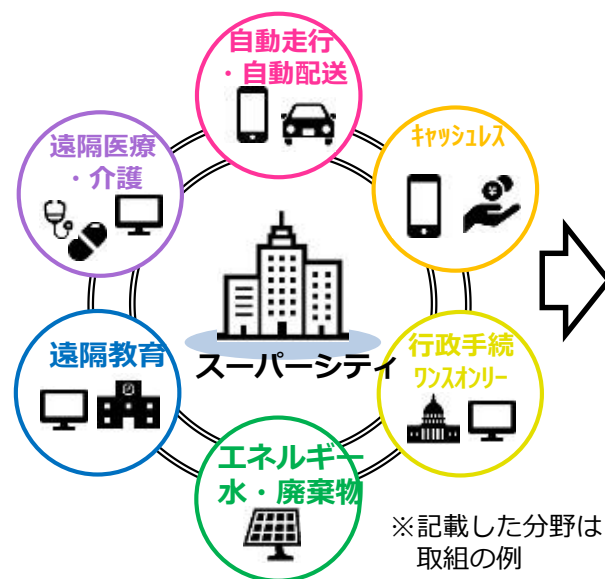 自動走行
・自動配送
遠隔医療
・介護
ｷｬｯｼｭﾚｽ
スーパーシティ
遠隔教育
行政手続
ﾜﾝｽｵﾝﾘｰ
エネルギー
水・廃棄物
※記載した分野は
取組の例